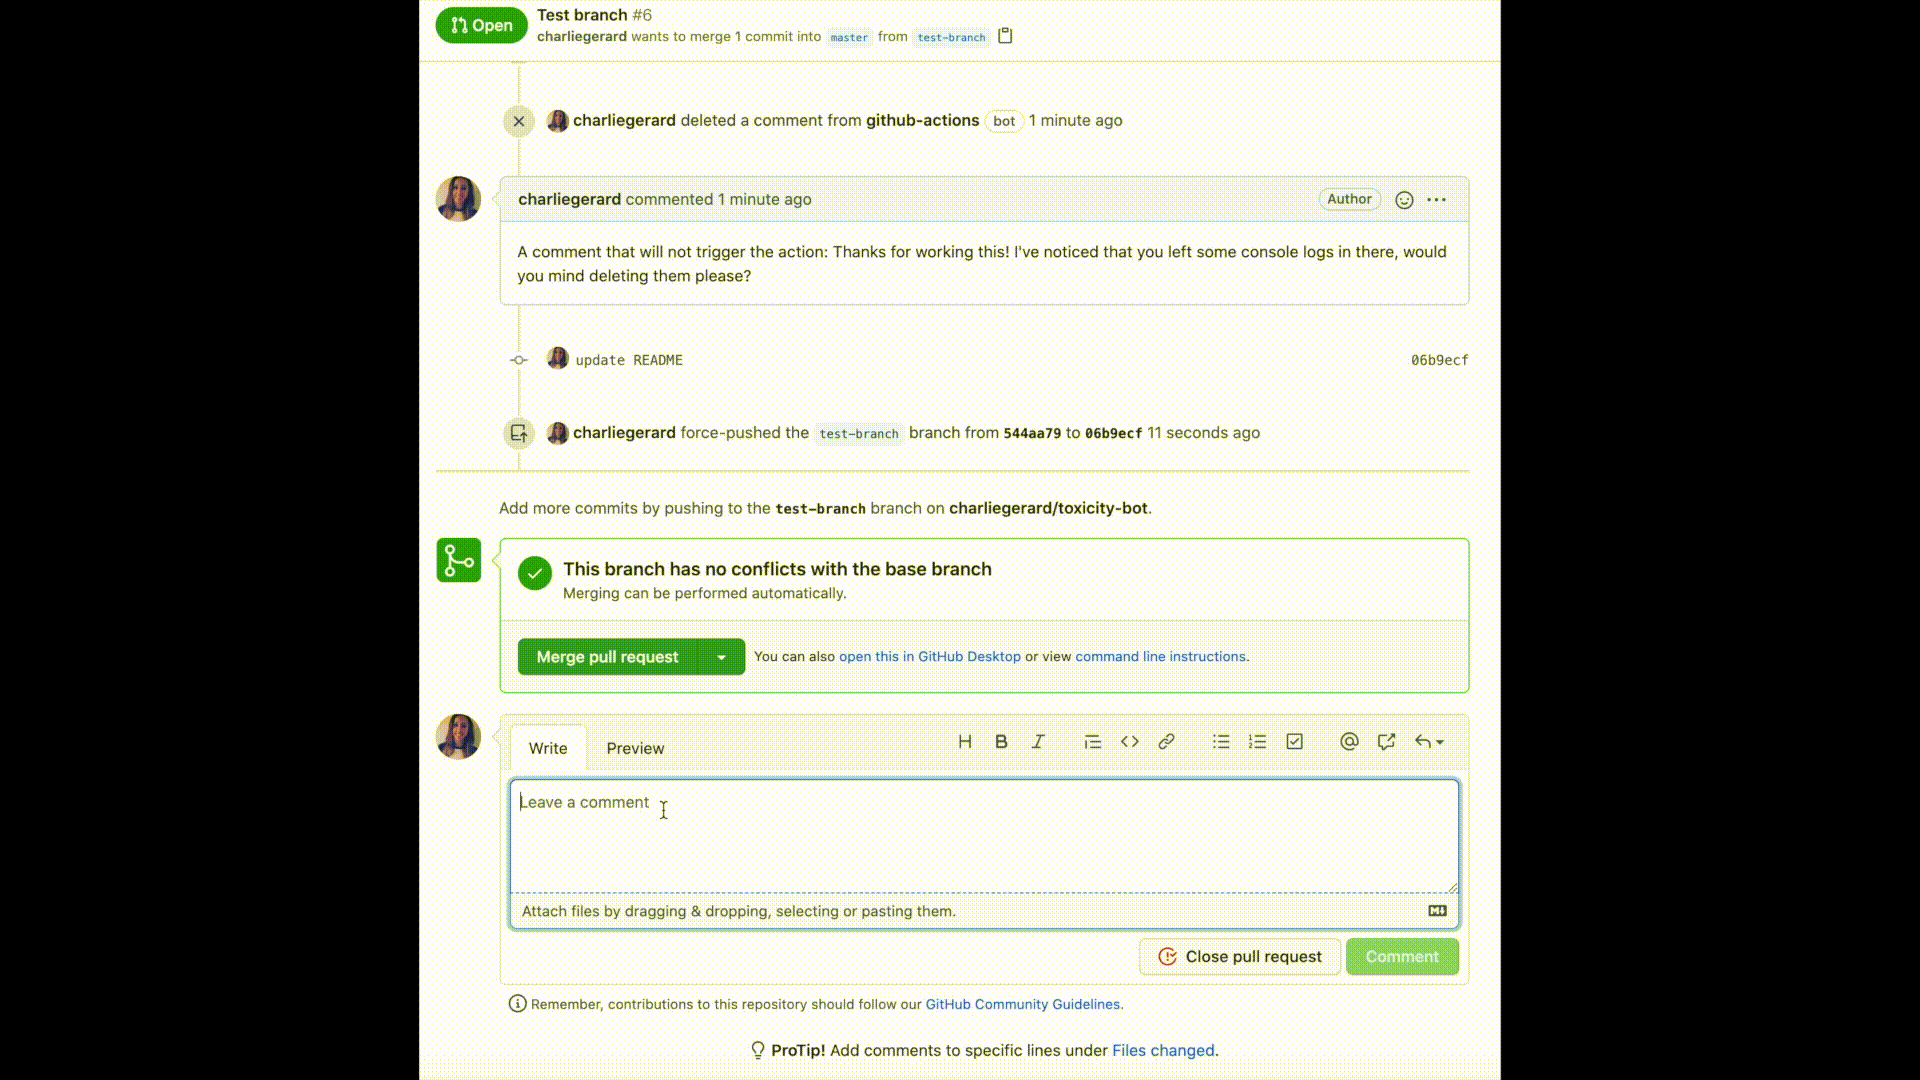 Open
Test branch #6
charliegerard wants to merge 1 commit into master from test-branch
charliegerard deleted a comment from github-actions bot 1 minute ago
charliegerard commented 1 minute ago
Author
A comment that will not trigger the action: Thanks for working this! I've noticed that you left some console logs in there, would
you mind deleting them please?
update README
06b9ecf
charliegerard force-pushed the test-branch branch from 544aa79 to 06b9ecf 11 seconds ago
Add more commits by pushing to the test-branch branch on charliegerard/toxicity-bot.
This branch has no conflicts with the base branch
Merging can be performed automatically.
Merge pull request
You can also open this in GitHub Desktop or view command line instructions.
Write
Preview
Leave a comment
Attach files by dragging & dropping, selecting or pasting them.
Close pull request
Comment
Remember, contributions to this repository should follow our GitHub Community Guidelines.
ProTip! Add comments to specific lines under Files changed.